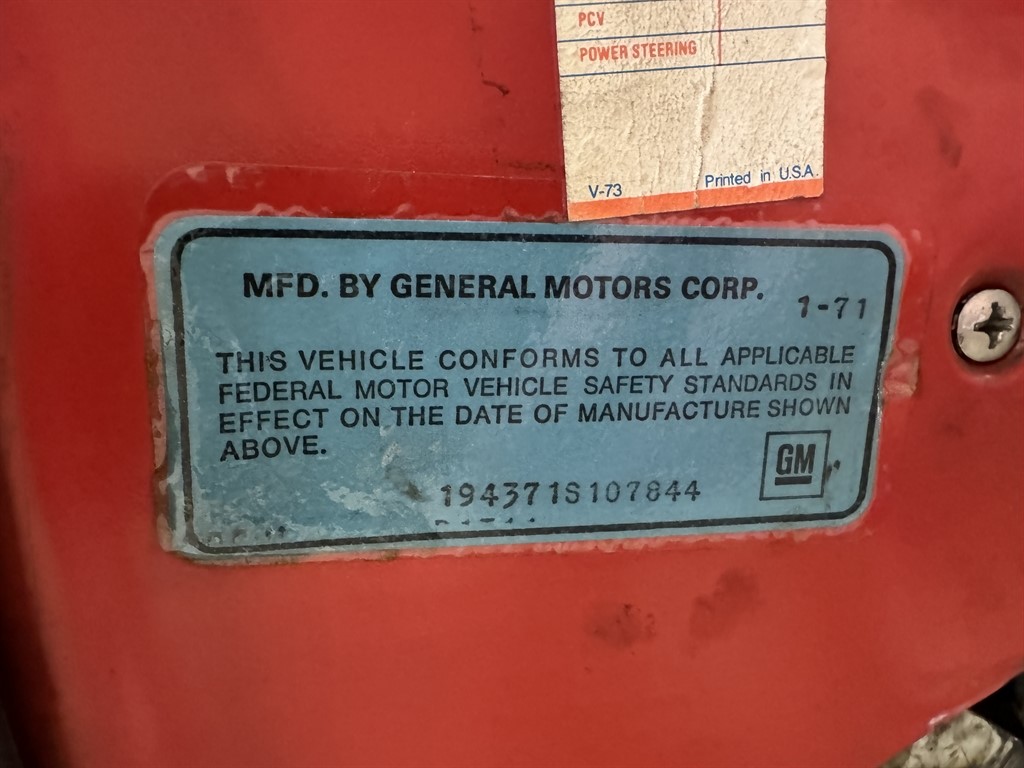 PCV
POWER STEERING
V-73 Printed in U.S.A.
MFD. BY GENERAL MOTORS CORP.
1-71
THIS VEHICLE CONFORMS TO ALL APPLICABLE
FEDERAL MOTOR VEHICLE SAFETY STANDARDS IN
EFFECT ON THE DATE OF MANUFACTURE SHOWN
ABOVE.
GM
194371S107844